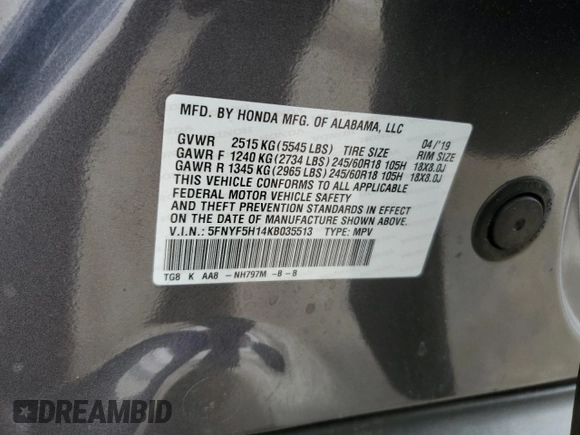 MFD. BY HONDA MFG. OF ALABAMA, LLC
GVWR 2515 KG (5545 LBS) TIRE SIZE 04/'19 RIM SIZE
GAWR F 1240 KG (2734 LBS) 245/60R18 105H 18X8.0J
GAWR R 1345 KG (2965 LBS) 245/60R18 105H 18X8.0J
THIS VEHICLE CONFORMS TO ALL APPLICABLE
FEDERAL MOTOR VEHICLE SAFETY
AND THEFT PREVENTION STANDARDS IN EFFECT
ON THE DATE OF MANUFACTURE SHOWN ABOVE.
V.I.N.: 5FNYF5H14KB035513 TYPE: MPV
TG8 K AA8 -NH797M -8-8
DREAMBID